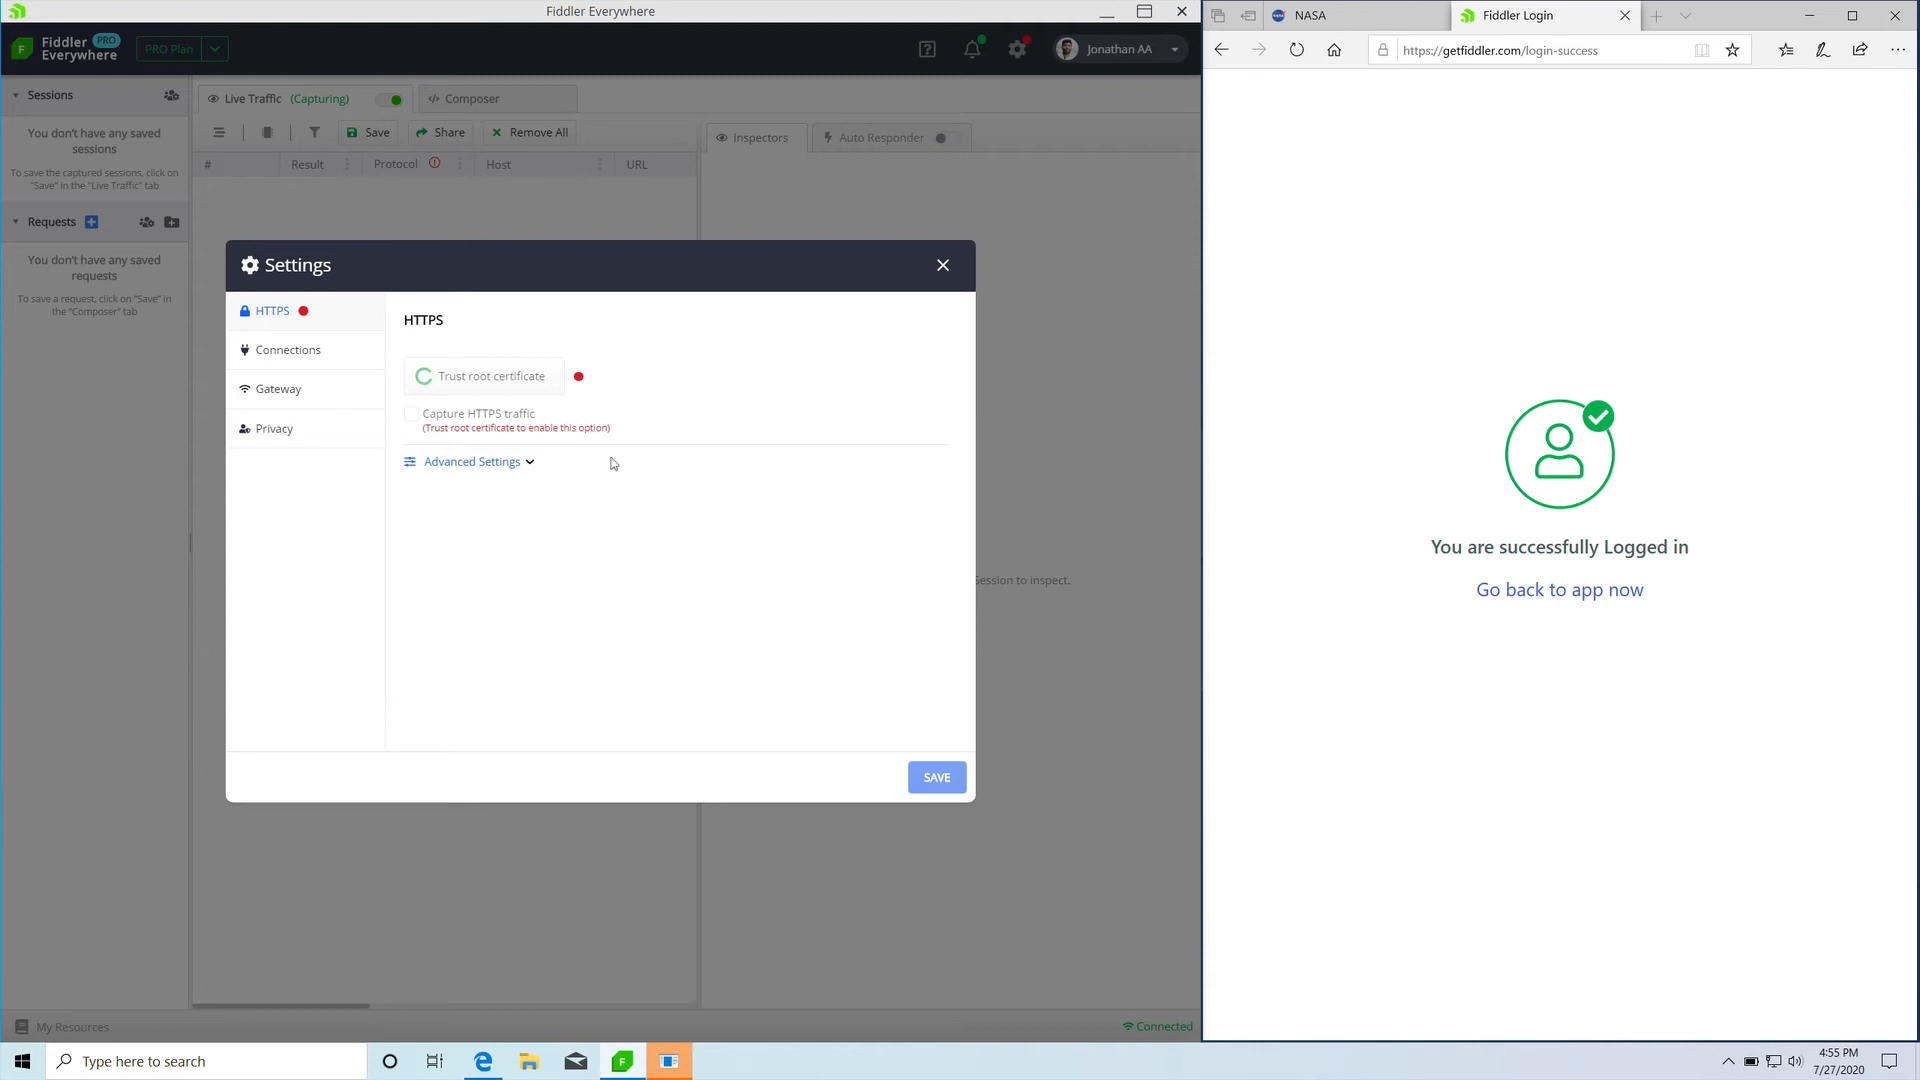 Fiddler Everywhere
Fiddler PRO
Everywhere
PRO Plan
Jonathan AA
Sessions
You don't have any saved
sessions
To save the captured sessions, click on
"Save" in the "Live Traffic" tab
Requests
You don't have any saved
requests
To save a request, click on "Save" in
the "Composer" tab
Live Traffic (Capturing)
Composer
Save
Share
Remove All
# Result Protocol Host URL
Inspectors
Auto Responder
Session to inspect.
Settings
HTTPS
Connections
Gateway
Privacy
HTTPS
Trust root certificate
Capture HTTPS traffic
(Trust root certificate to enable this option)
Advanced Settings
SAVE
My Resources
Connected
NASA
Fiddler Login
https://getfiddler.com/login-success
You are successfully Logged in
Go back to app now
Type here to search
4:55 PM
7/27/2020